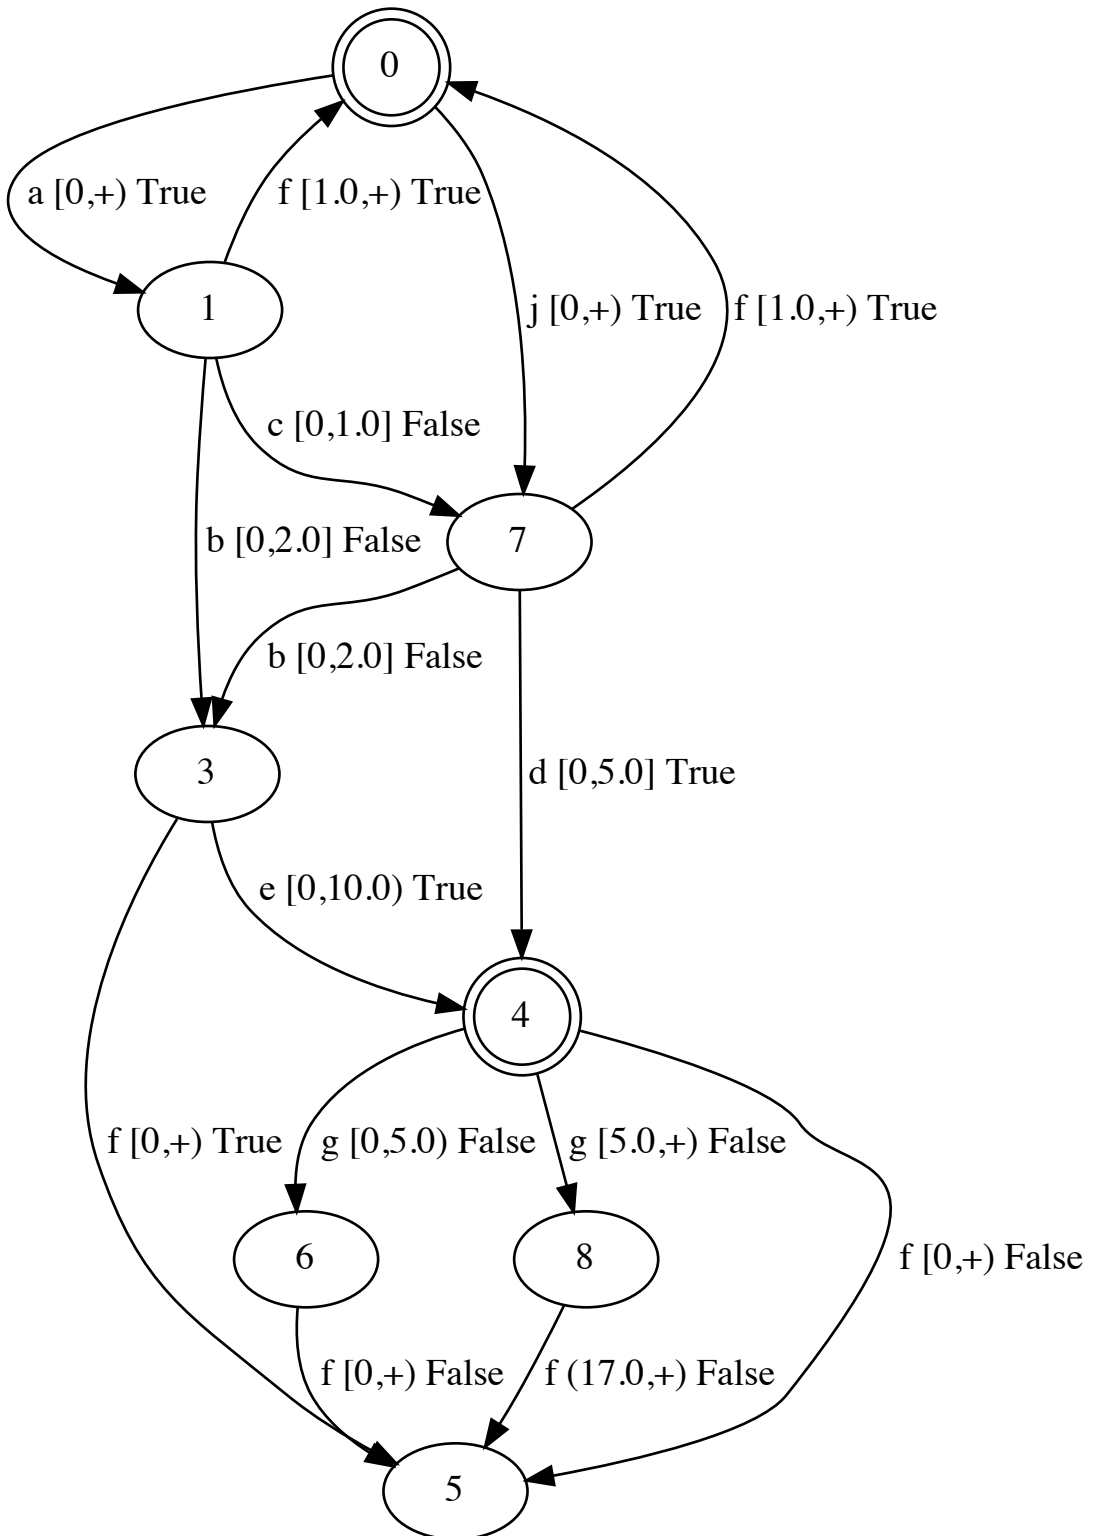 0
a [0,+) True
f [1.0,+) True
1
j [0,+) True
f [1.0,+) True
c [0,1.0] False
b [0,2.0] False
7
b [0,2.0] False
3
d [0,5.0] True
e [0,10.0) True
4
f [0,+) True
g [0,5.0) False
g [5.0,+) False
6
8
f [0,+) False
f [0,+) False
f (17.0,+) False
5